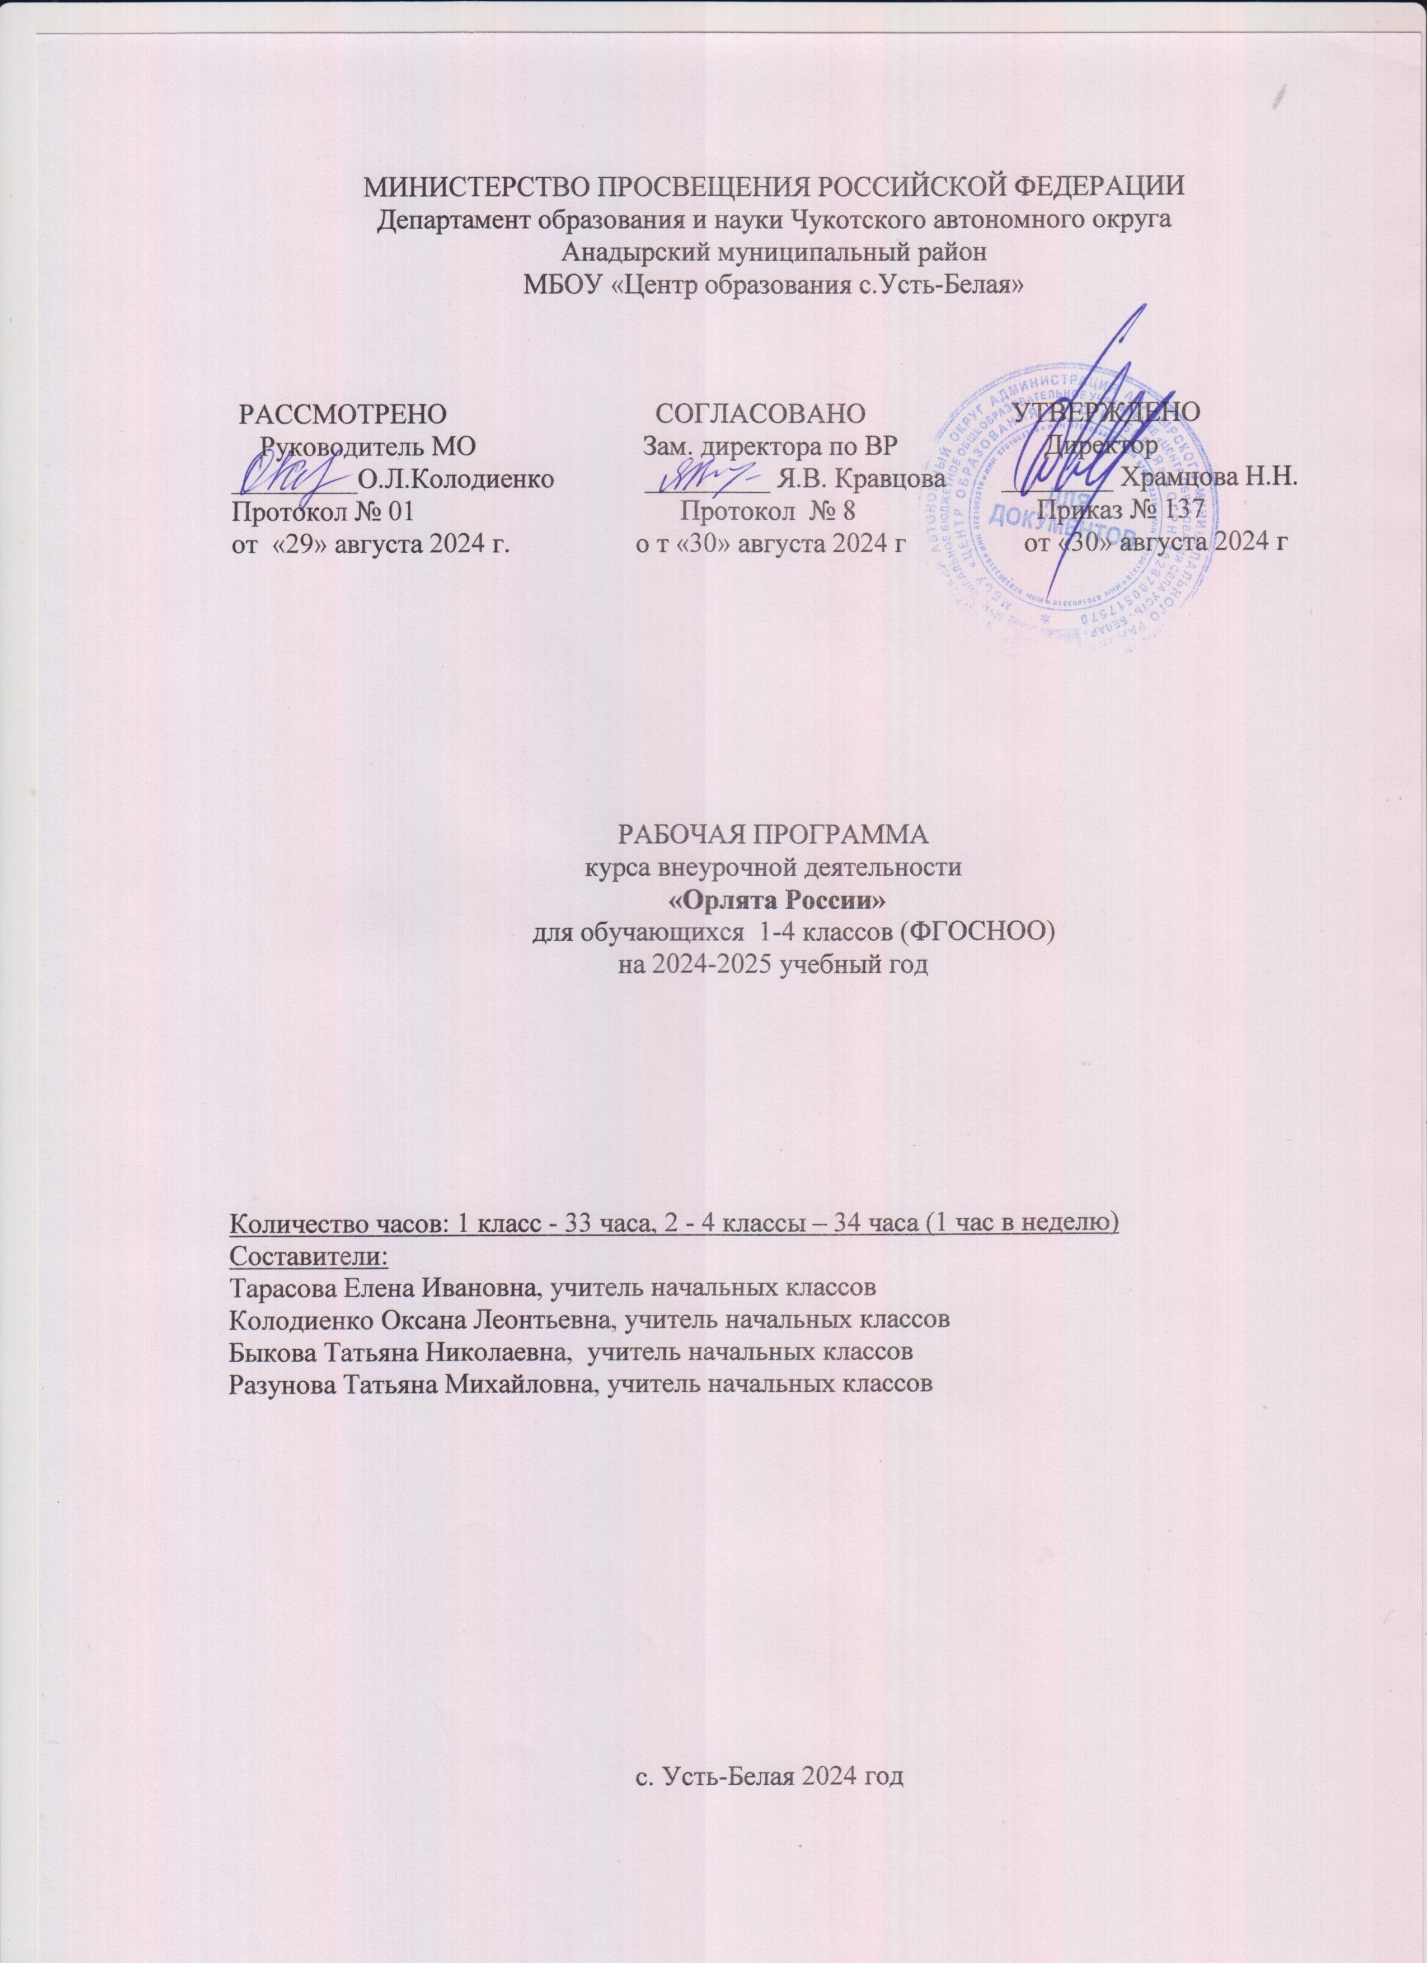 МИНИСТЕРСТВО ПРОСВЕЩЕНИЯ РОССИЙСКОЙ ФЕДЕРАЦИИ
Департамент образования и науки Чукотского автономного округа
Анадырский муниципальный район
МБОУ «Центр образования с.Усть-Белая»
РАССМОТРЕНО
Руководитель МО
_________О.Л.Колодиенко
Протокол № 01
от «29» августа 2024 г.
СОГЛАСОВАНО
Зам. директора по ВР
_________ Я.В. Кравцова
Протокол № 8
о т «30» августа 2024 г
УТВЕРЖДЕНО
Директор
________ Храмцова Н.Н.
Приказ № 137
от «30» августа 2024 г
ДЛЯ
ДОКУМЕНТОВ
РАБОЧАЯ ПРОГРАММА
курса внеурочной деятельности
«Орлята России»
для обучающихся 1-4 классов (ФГОСНОО)
на 2024-2025 учебный год
Количество часов: 1 класс - 33 часа, 2 - 4 классы – 34 часа (1 час в неделю)
Составители:
Тарасова Елена Ивановна, учитель начальных классов
Колодиенко Оксана Леонтьевна, учитель начальных классов
Быкова Татьяна Николаевна, учитель начальных классов
Разунова Татьяна Михайловна, учитель начальных классов
с. Усть-Белая 2024 год